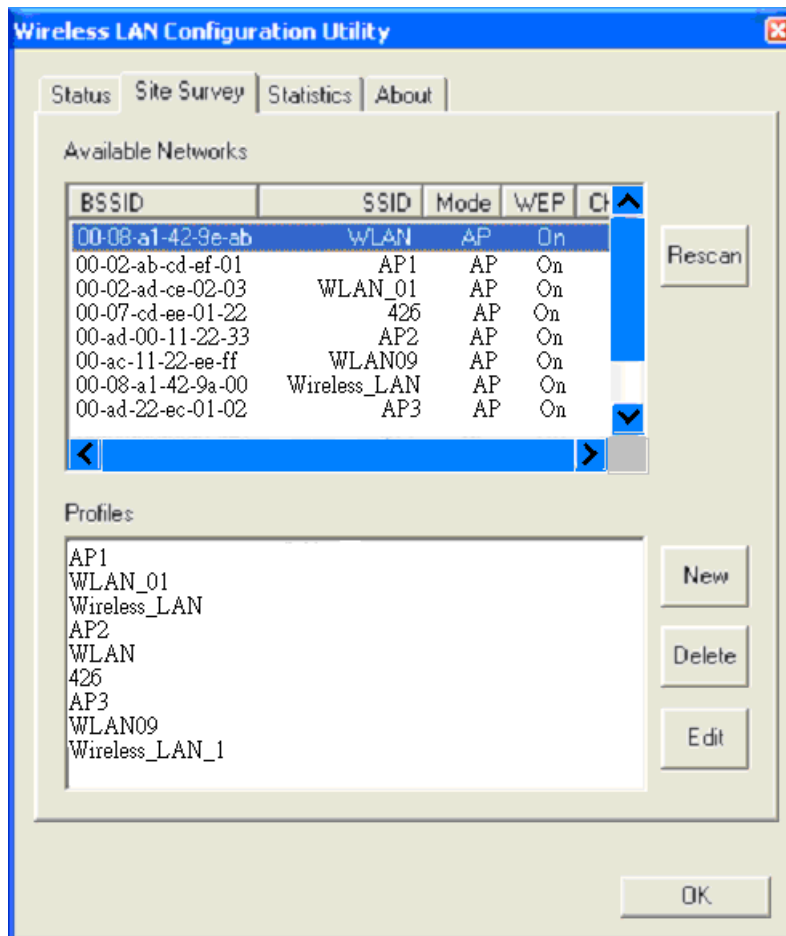 Wireless LAN Configuration Utility
Status Site Survey Statistics About
Available Networks
BSSID SSID Mode WEP
00-08-a1-42-9e-ab WLAN AP On
00-02-ab-cd-ef-01 AP1 AP On
00-02-ad-ce-02-03 WLAN_01 AP On
00-07-cd-ee-01-22 426 AP On
00-ad-00-11-22-33 AP2 AP On
00-ac-11-22-ee-ff WLAN09 AP On
00-08-a1-42-9a-00 Wireless_LAN AP On
00-ad-22-ec-01-02 AP3 AP On
Rescan
Profiles
AP1
WLAN_01
Wireless_LAN
AP2
WLAN
426
AP3
WLAN09
Wireless_LAN_1
New
Delete
Edit
OK